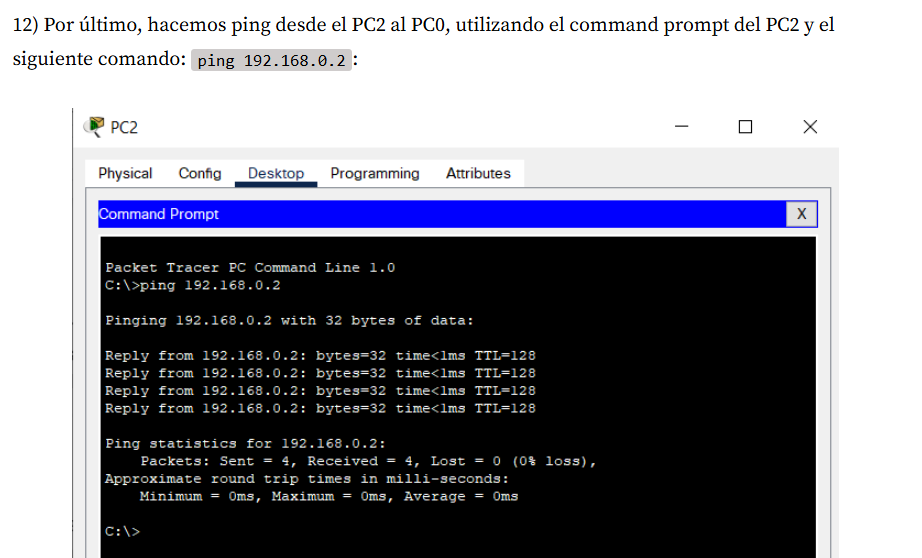 12) Por último, hacemos ping desde el PC2 al PC0, utilizando el command prompt del PC2 y el
siguiente comando: ping 192.168.0.2 :
PC2
Physical Config Desktop Programming Attributes
Command Prompt X
Packet Tracer PC Command Line 1.0
C:\>ping 192.168.0.2
Pinging 192.168.0.2 with 32 bytes of data:
Reply from 192.168.0.2: bytes=32 time<1ms TTL=128
Reply from 192.168.0.2: bytes=32 time<1ms TTL=128
Reply from 192.168.0.2: bytes=32 time<1ms TTL=128
Reply from 192.168.0.2: bytes=32 time<1ms TTL=128
Ping statistics for 192.168.0.2:
Packets: Sent = 4, Received = 4, Lost = 0 (0% loss),
Approximate round trip times in milli-seconds:
Minimum = 0ms, Maximum = 0ms, Average = 0ms
C:\>